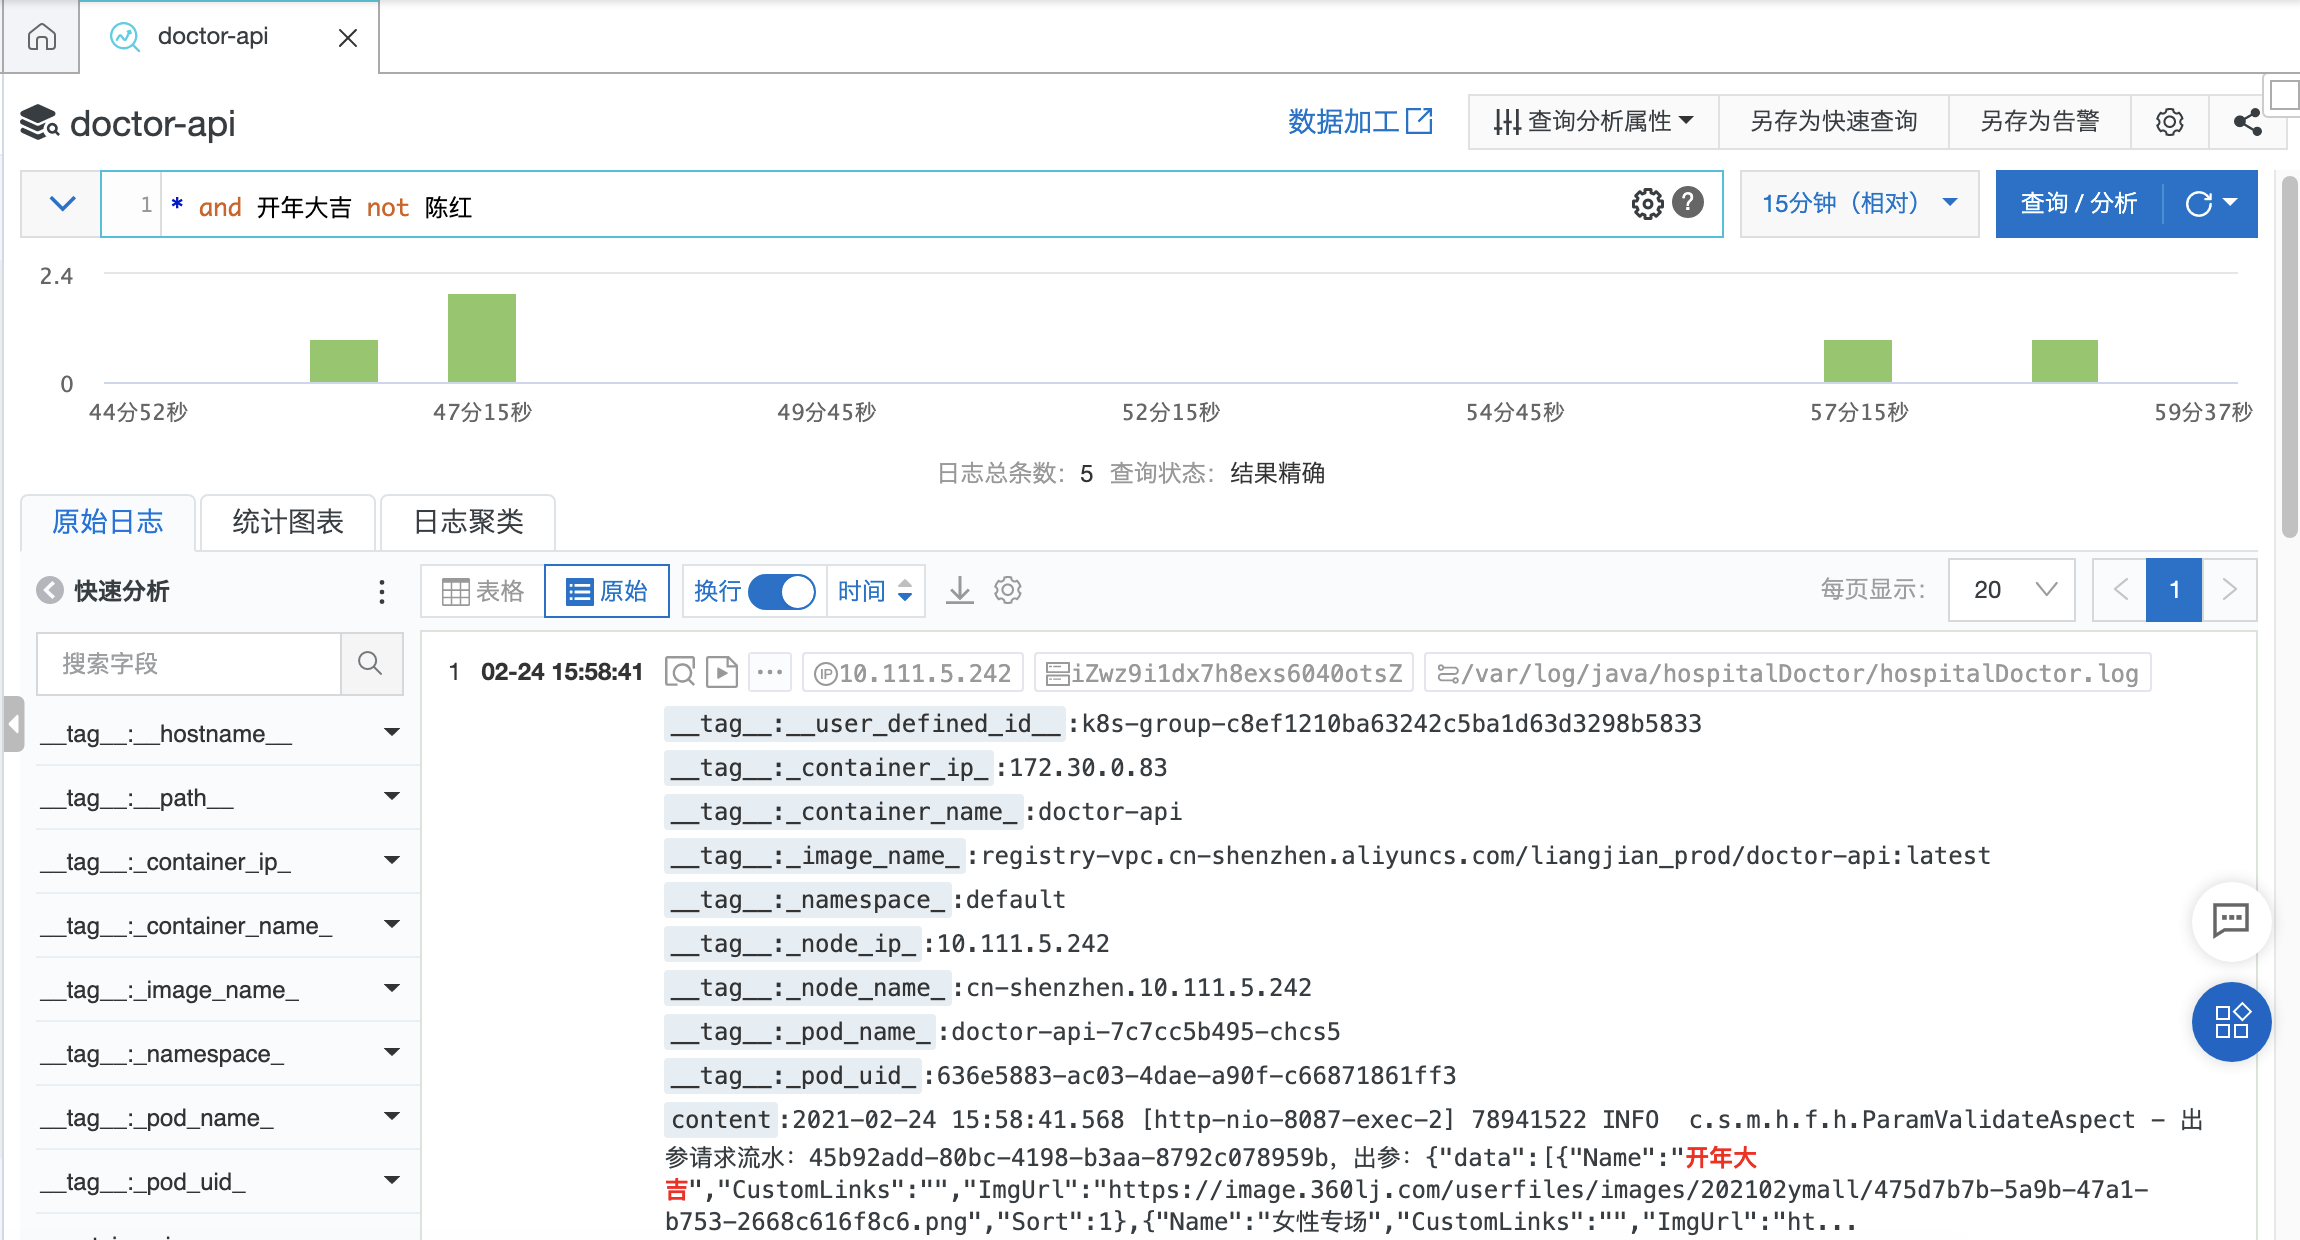 doctor-api
doctor-api
数据加工
查询分析属性
另存为快速查询
另存为告警
1 * and 开年大吉 not 陈红
15分钟（相对）
查询 / 分析
2.4
0
44分52秒 47分15秒 49分45秒 52分15秒 54分45秒 57分15秒 59分37秒
日志总条数：5 查询状态：结果精确
原始日志 统计图表 日志聚类
快速分析
表格 原始 换行 时间
每页显示： 20 1
搜索字段
__tag__:__hostname__
__tag__:__path__
__tag__:_container_ip_
__tag__:_container_name_
__tag__:_image_name_
__tag__:_namespace_
__tag__:_pod_name_
__tag__:_pod_uid_
1 02-24 15:58:41 IP 10.111.5.242 iZwz9i1dx7h8exs6040otsZ /var/log/java/hospitalDoctor/hospitalDoctor.log
__tag__:__user_defined_id__:k8s-group-c8ef1210ba63242c5ba1d63d3298b5833
__tag__:_container_ip_:172.30.0.83
__tag__:_container_name_:doctor-api
__tag__:_image_name_:registry-vpc.cn-shenzhen.aliyuncs.com/liangjian_prod/doctor-api:latest
__tag__:_namespace_:default
__tag__:_node_ip_:10.111.5.242
__tag__:_node_name_:cn-shenzhen.10.111.5.242
__tag__:_pod_name_:doctor-api-7c7cc5b495-chcs5
__tag__:_pod_uid_:636e5883-ac03-4dae-a90f-c66871861ff3
content:2021-02-24 15:58:41.568 [http-nio-8087-exec-2] 78941522 INFO  c.s.m.h.f.h.ParamValidateAspect - 出
参请求流水：45b92add-80bc-4198-b3aa-8792c078959b，出参：{"data":[{"Name":"开年大
吉","CustomLinks":"","ImgUrl":"https://image.360lj.com/userfiles/images/202102ymall/475d7b7b-5a9b-47a1-
b753-2668c616f8c6.png","Sort":1},{"Name":"女性专场","CustomLinks":"","ImgUrl":"ht...